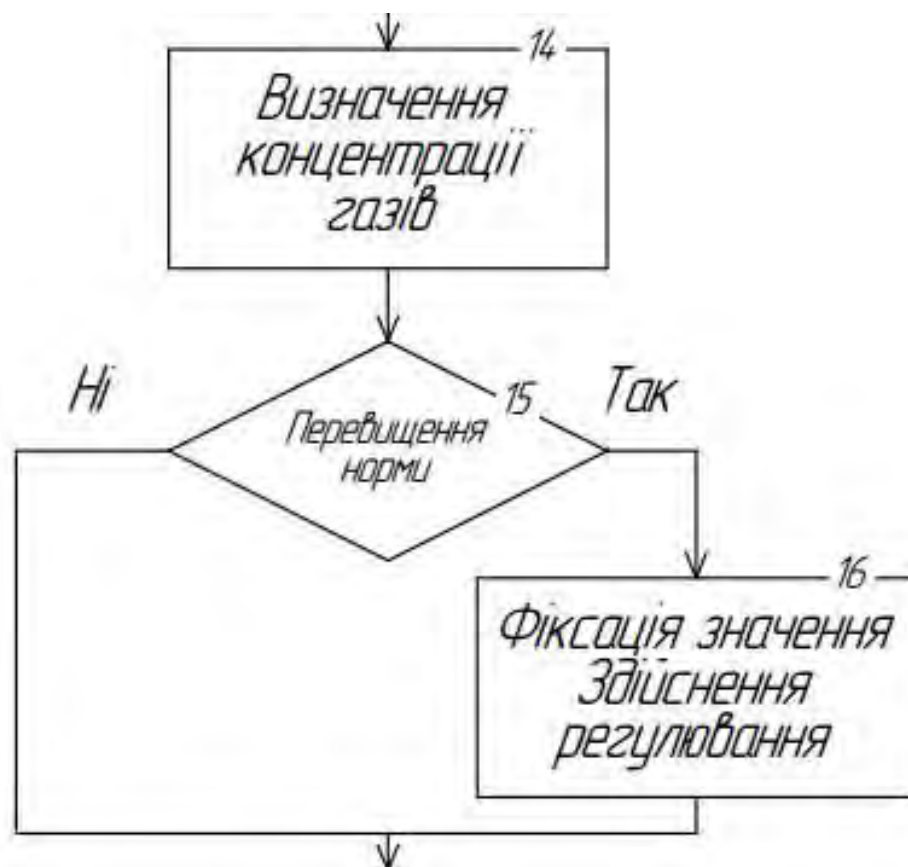 14
Визначення
концентрації
газів
Ні
15
Так
Перевищення
норми
16
Фіксація значення
Здійснення
регулювання